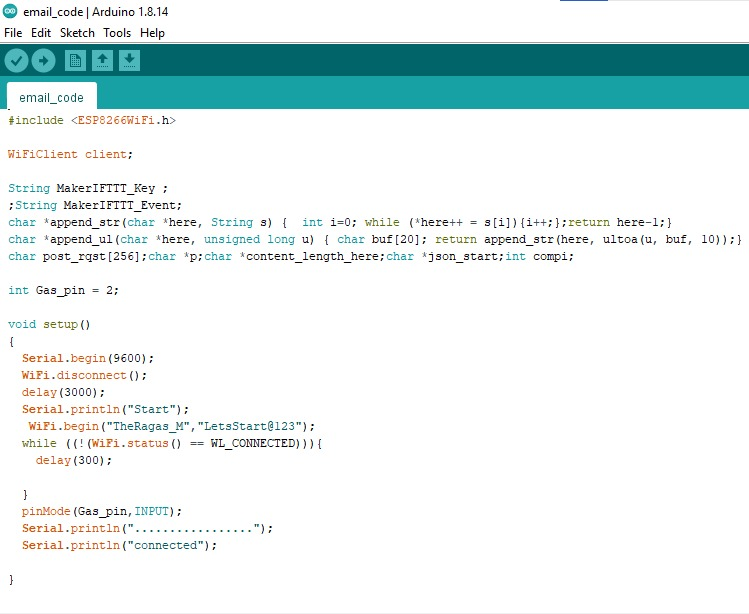 email_code | Arduino 1.8.14
File Edit Sketch Tools Help
email_code
#include <ESP8266WiFi.h>
WiFiClient client;
String MakerIFTTT_Key ;
;String MakerIFTTT_Event;
char *append_str(char *here, String s) {  int i=0; while (*here++ = s[i]){i++;};return here-1;}
char *append_ul(char *here, unsigned long u) { char buf[20]; return append_str(here, ultoa(u, buf, 10));}
char post_rqst[256];char *p;char *content_length_here;char *json_start;int compi;
int Gas_pin = 2;
void setup()
{
  Serial.begin(9600);
  WiFi.disconnect();
  delay(3000);
  Serial.println("Start");
   WiFi.begin("TheRagas_M","LetsStart@123");
  while ((!(WiFi.status() == WL_CONNECTED))){
    delay(300);
  }
  pinMode(Gas_pin,INPUT);
  Serial.println(".................");
  Serial.println("connected");
}